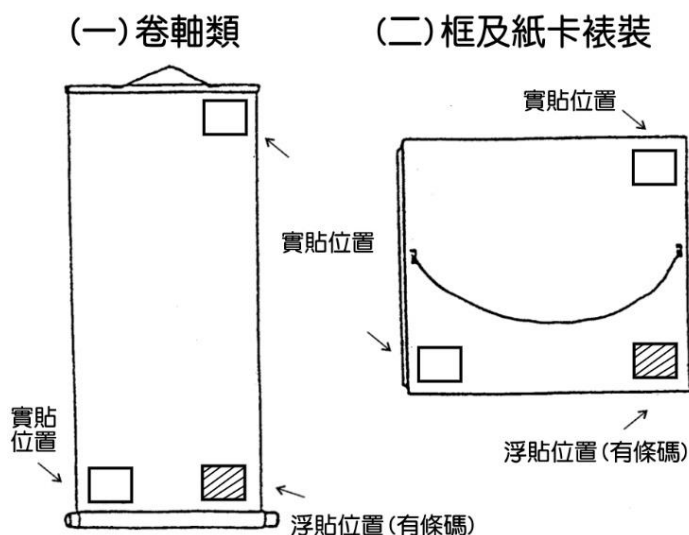 (一)卷軸類
實貼位置
實貼
位置
浮貼位置(有條碼)
(二)框及紙卡裱裝
實貼位置
浮貼位置(有條碼)